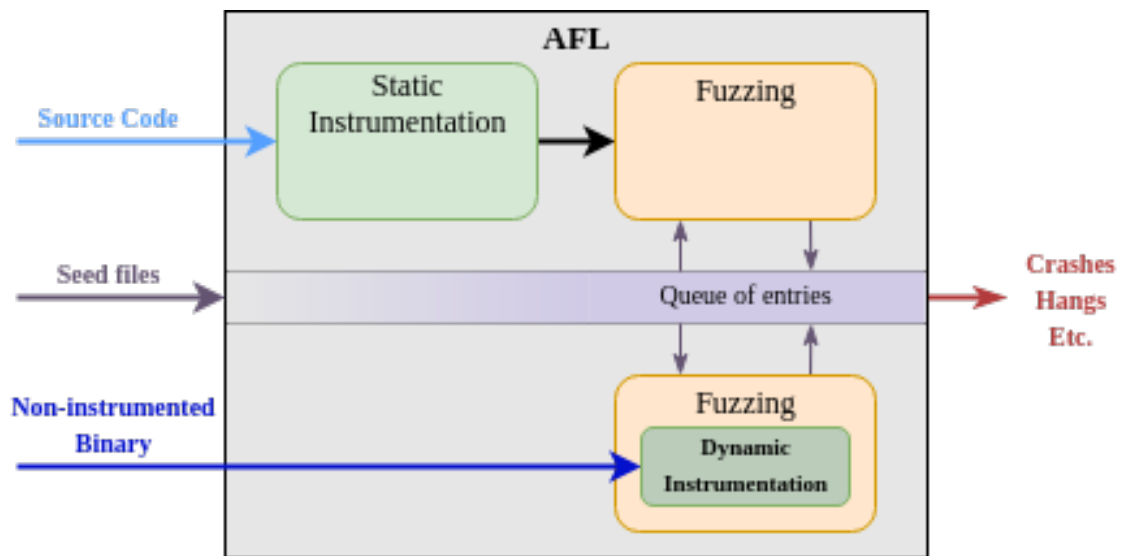 AFL
Static
Instrumentation
Fuzzing
Source Code
Seed files
Queue of entries
Crashes
Hangs
Etc.
Non-instrumented
Binary
Fuzzing
Dynamic
Instrumentation